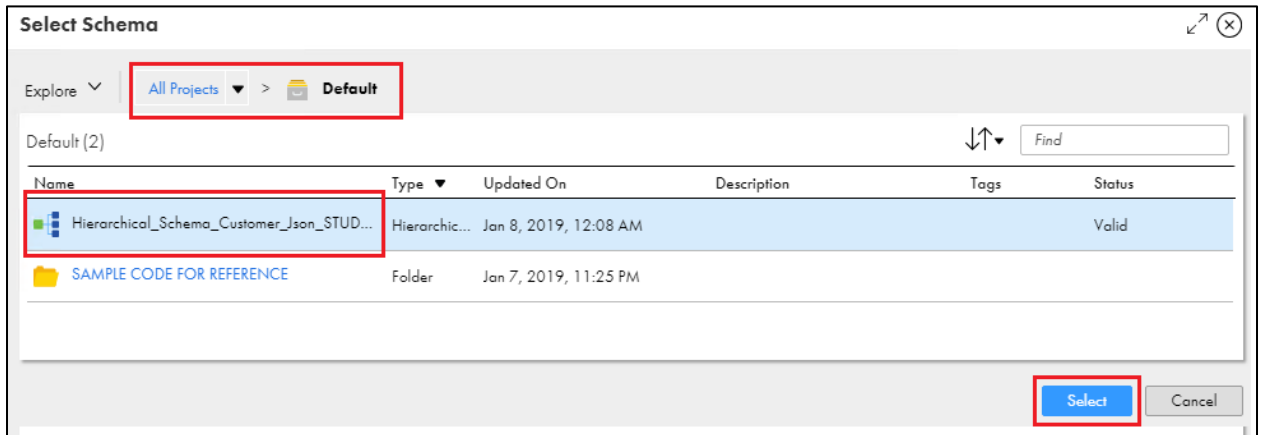 Select Schema
Explore All Projects > Default
Default (2) Find
Name Type Updated On Description Tags Status
Hierarchical_Schema_Customer_Json_STUD... Hierarchic... Jan 8, 2019, 12:08 AM Valid
SAMPLE CODE FOR REFERENCE Folder Jan 7, 2019, 11:25 PM
Select Cancel